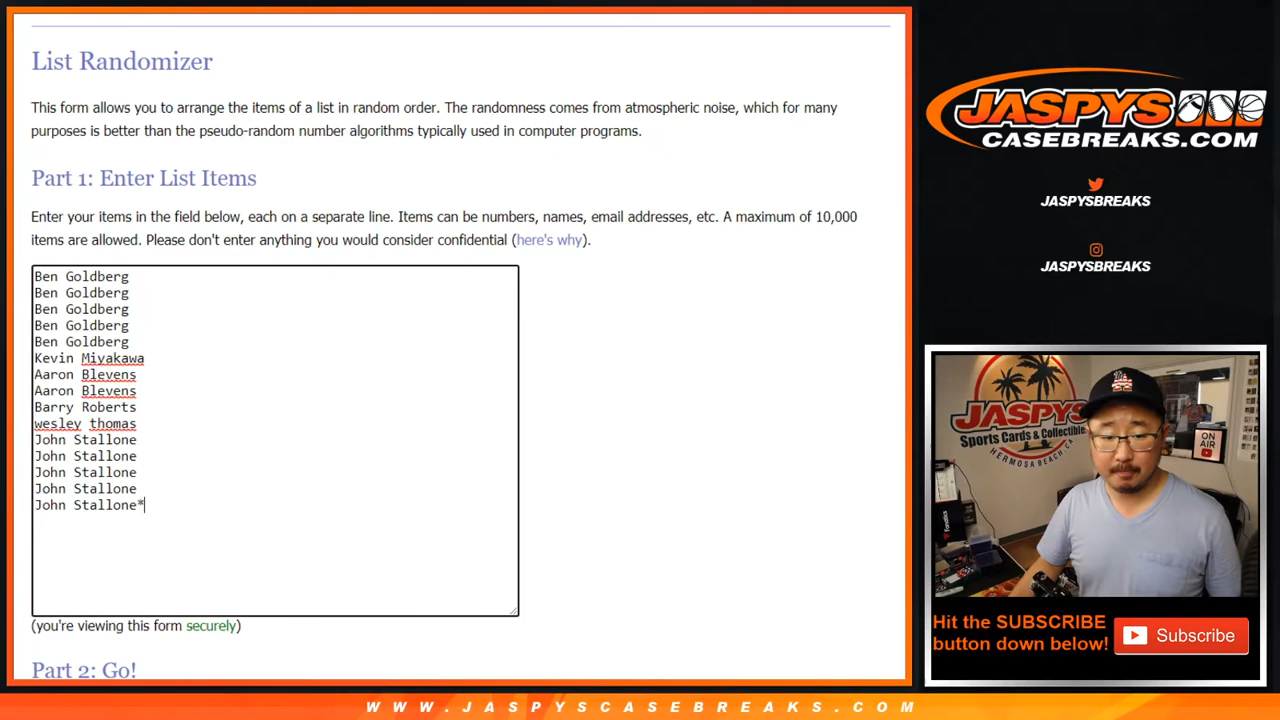 List Randomizer
This form allows you to arrange the items of a list in random order. The randomness comes from atmospheric noise, which for many
purposes is better than the pseudo-random number algorithms typically used in computer programs.
Part 1: Enter List Items
Enter your items in the field below, each on a separate line. Items can be numbers, names, email addresses, etc. A maximum of 10,000
items are allowed. Please don't enter anything you would consider confidential (here's why).
Ben Goldberg
Ben Goldberg
Ben Goldberg
Ben Goldberg
Ben Goldberg
Kevin Miyakawa
Aaron Blevens
Aaron Blevens
Barry Roberts
wesley thomas
John Stallone
John Stallone
John Stallone
John Stallone
John Stallone*
(you're viewing this form securely)
Part 2: Go!
JASPYS
CASEBREAKS.COM
JASPYSBREAKS
JASPYSBREAKS
JASPYS
Sports Cards & Collectibles
HERMOSA BEACH, CA
ON
AIR
fanatics
Hit the SUBSCRIBE
button down below!
Subscribe
WWW.JASPYSCASEBREAKS.COM